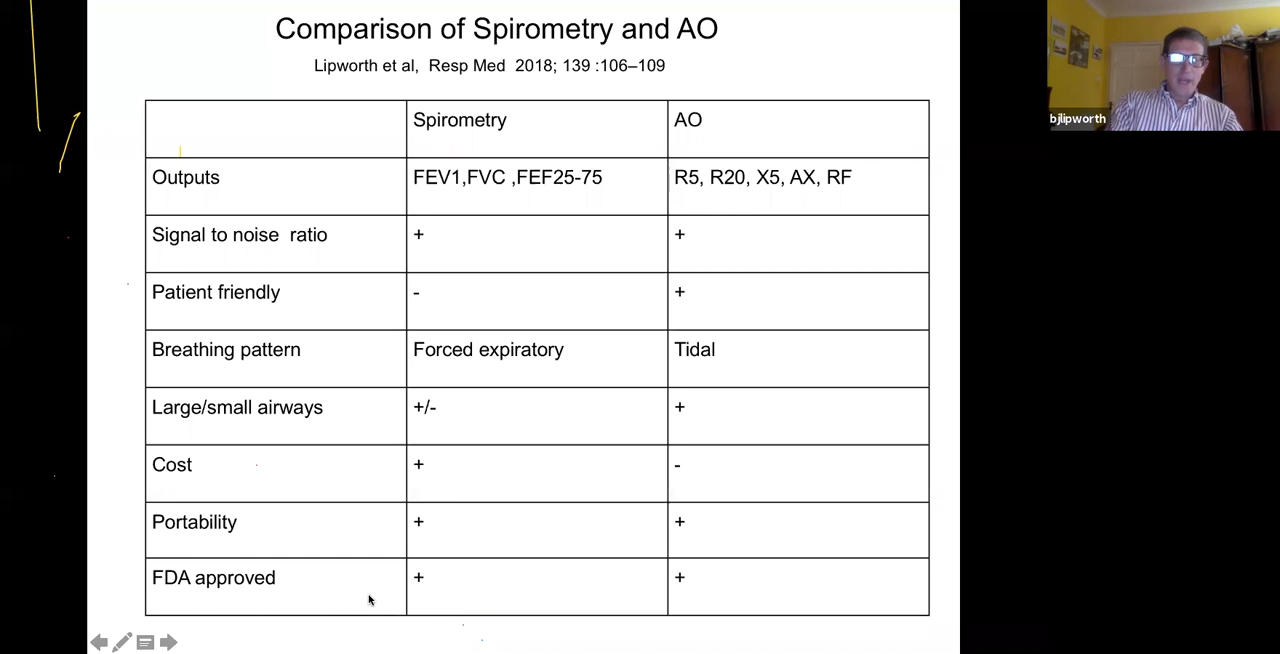 Comparison of Spirometry and AO
Lipworth et al, Resp Med 2018; 139 :106–109
Spirometry AO
Outputs FEV1,FVC ,FEF25-75 R5, R20, X5, AX, RF
Signal to noise ratio + +
Patient friendly - +
Breathing pattern Forced expiratory Tidal
Large/small airways +/- +
Cost + -
Portability + +
FDA approved + +
bjlipworth